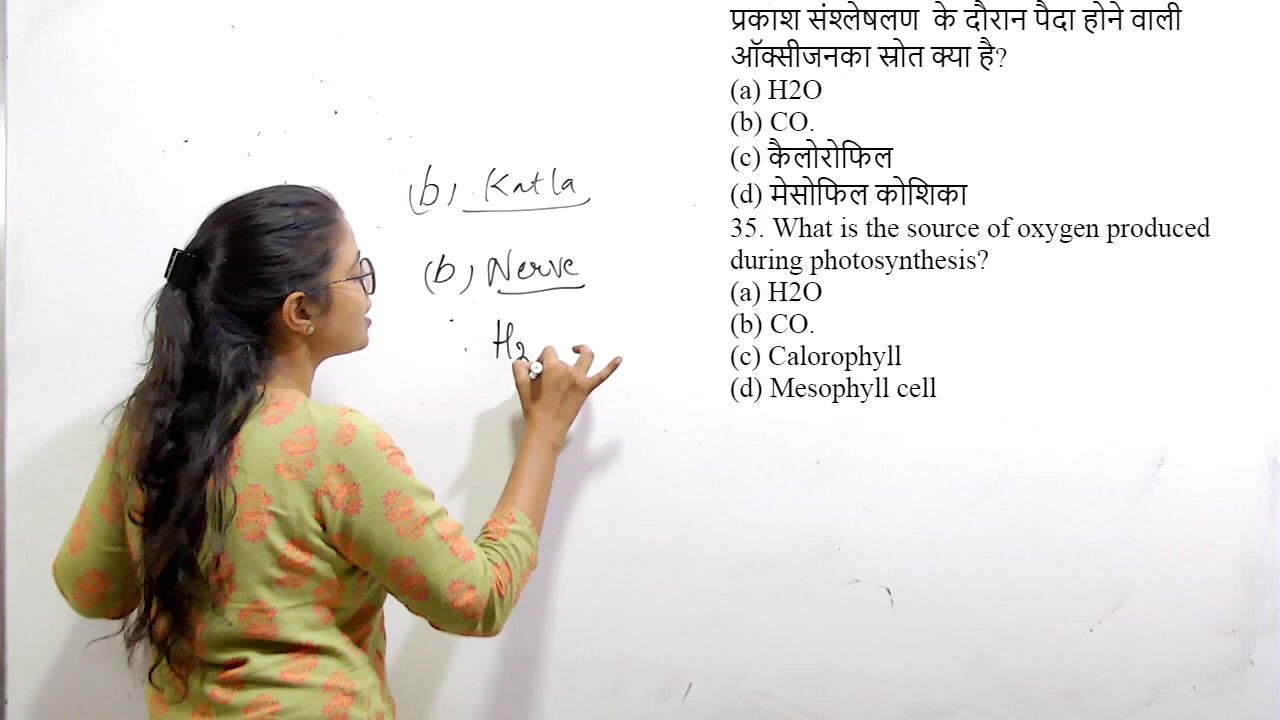 प्रकाश संश्लेषलण के दौरान पैदा होने वाली
ऑक्सीजनका स्रोत क्या है?
(a) H2O
(b) CO.
(c) कैलोरोफिल
(d) मेसोफिल कोशिका
35. What is the source of oxygen produced
during photosynthesis?
(a) H2O
(b) CO.
(c) Calorophyll
(d) Mesophyll cell
(b) Katla
(b) Nerve
H2